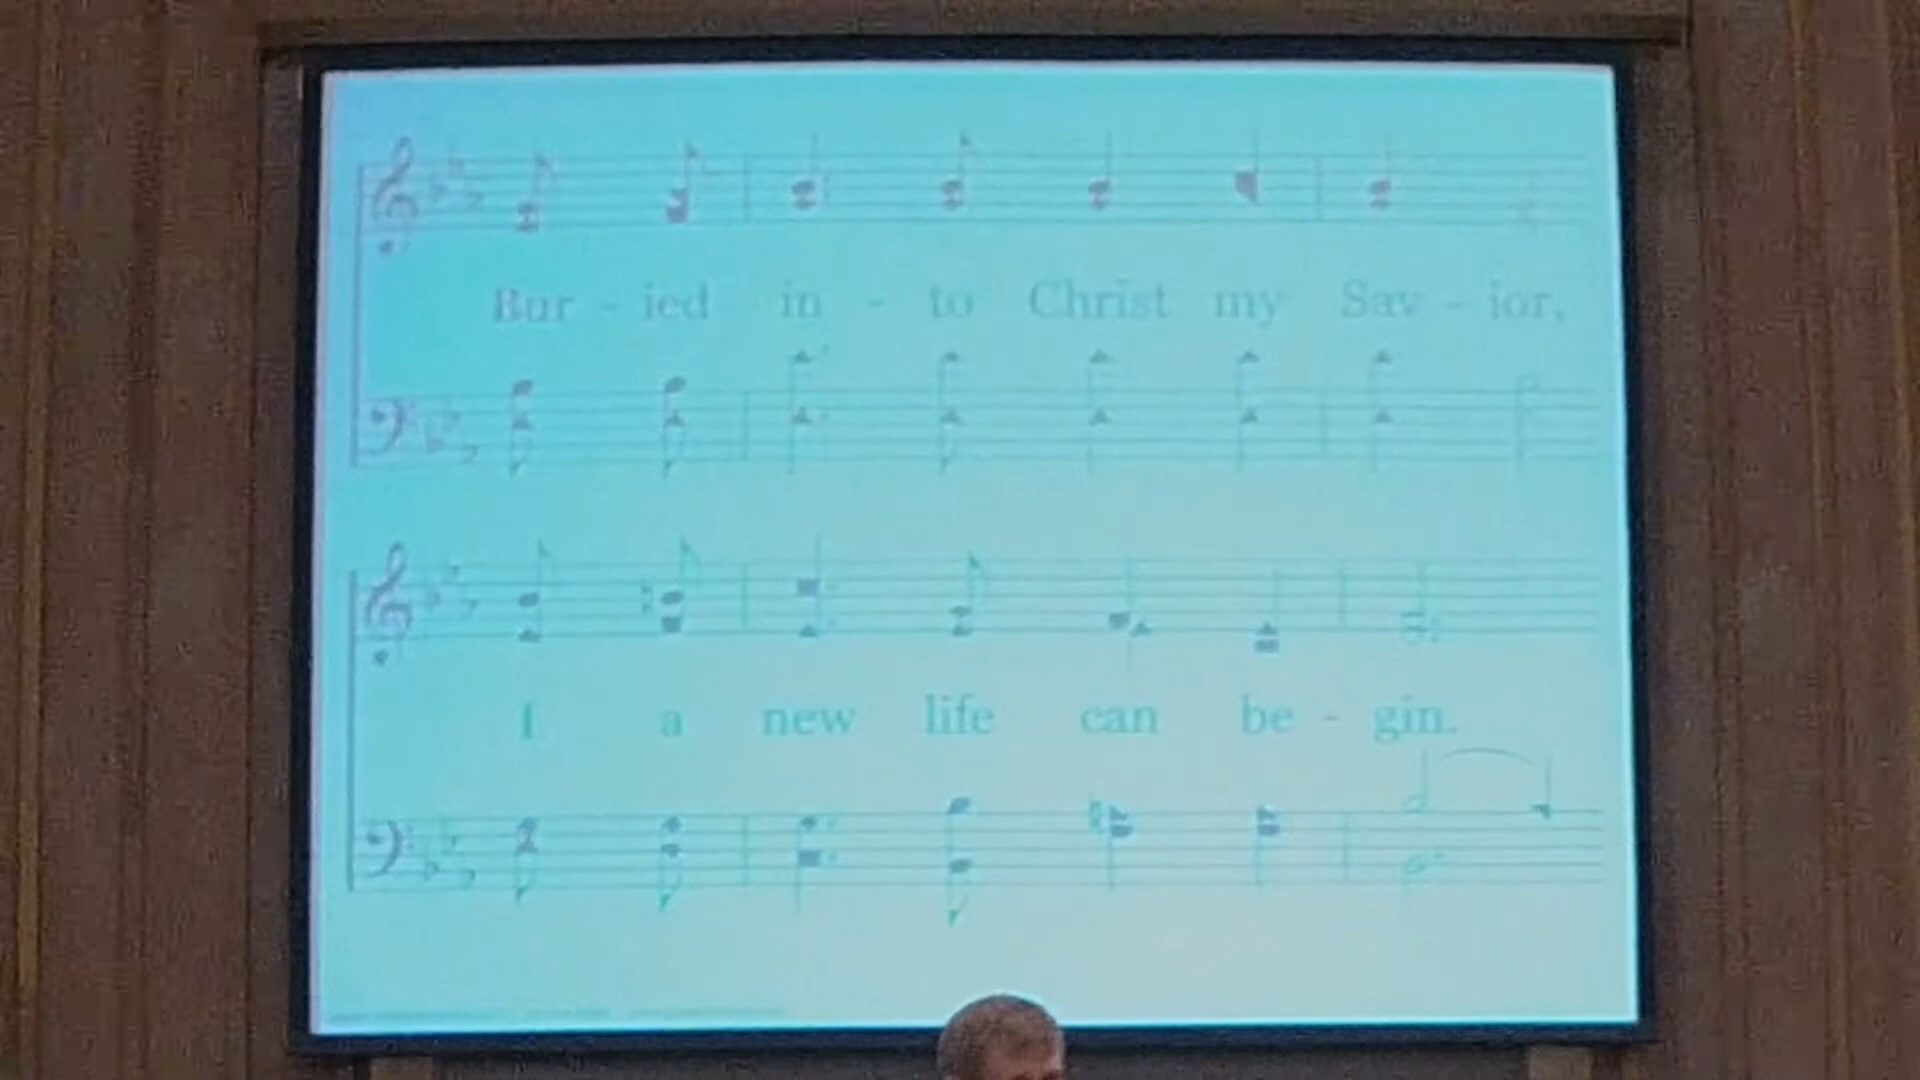 Bur - ied in - to Christ my Sav - ior,
I a new life can be - gin.